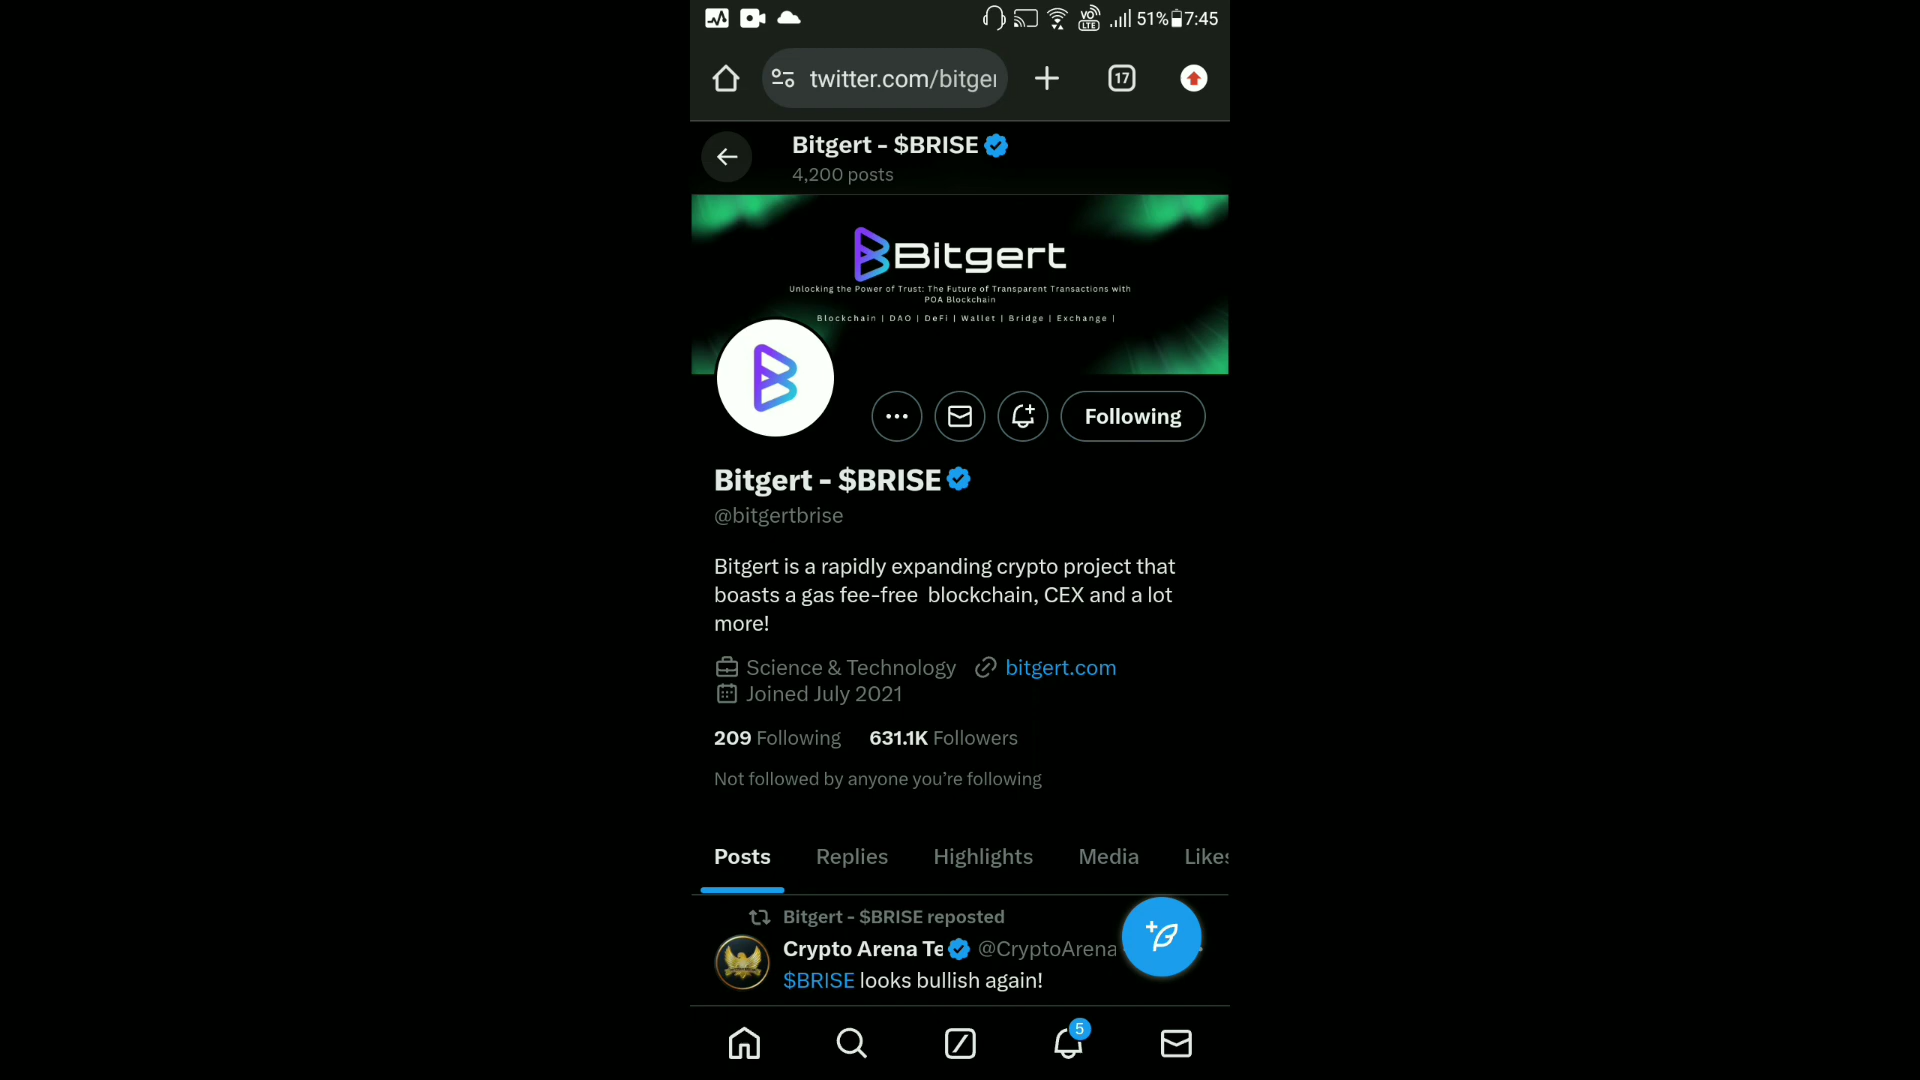 VO LTE 51% 7:45
twitter.com/bitger
17
Bitgert - $BRISE
4,200 posts
Bitgert
Unlocking the Power of Trust: The Future of Transparent Transactions with
POA Blockchain
Blockchain | DAO | DeFi | Wallet | Bridge | Exchange |
Following
Bitgert - $BRISE
@bitgertbrise
Bitgert is a rapidly expanding crypto project that
boasts a gas fee-free blockchain, CEX and a lot
more!
Science & Technology bitgert.com
Joined July 2021
209 Following 631.1K Followers
Not followed by anyone you’re following
Posts Replies Highlights Media Likes
Bitgert - $BRISE reposted
Crypto Arena Te @CryptoArena
$BRISE looks bullish again!
5